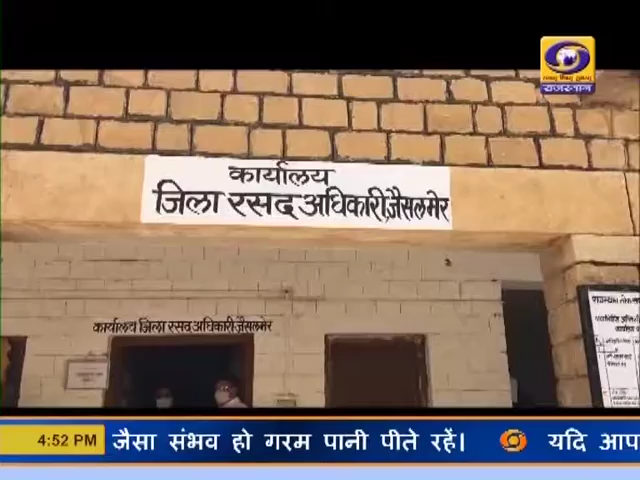 राजस्थान
कार्यालय
जिला रसद अधिकारी, जैसलमेर
कार्यालय जिला रसद अधिकारी जैसलमेर
4:52 PM जैसा संभव हो गरम पानी पीते रहें। यदि आप